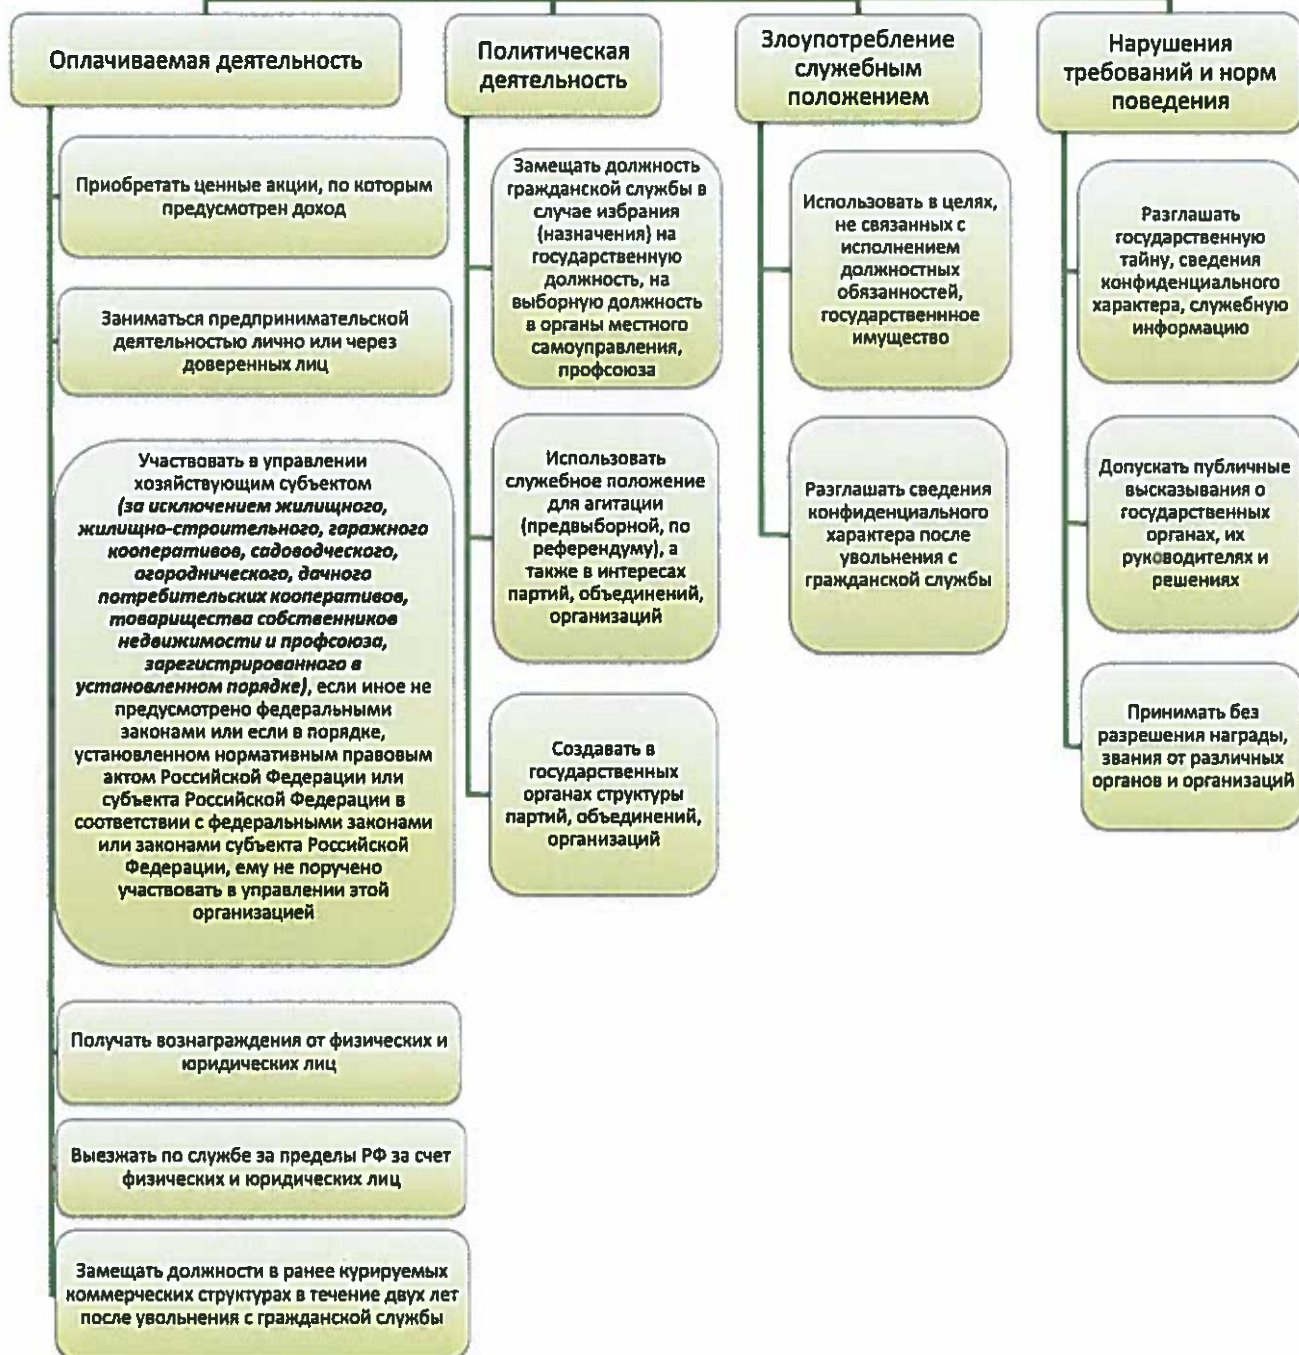 Оплачиваемая деятельность
Приобретать ценные акции, по которым
предусмотрен доход
Заниматься предпринимательской
деятельностью лично или через
доверенных лиц
Участвовать в управлении
хозяйствующим субъектом
(за исключением жилищного,
жилищно-строительного, гаражного
кооперативов, садоводческого,
огороднического, дачного
потребительских кооперативов,
товарищества собственников
недвижимости и профсоюза,
зарегистрированного в
установленном порядке), если иное не
предусмотрено федеральными
законами или если в порядке,
установленном нормативным правовым
актом Российской Федерации или
субъекта Российской Федерации в
соответствии с федеральными законами
или законами субъекта Российской
Федерации, ему не поручено
участвовать в управлении этой
организацией
Получать вознаграждения от физических и
юридических лиц
Выезжать по службе за пределы РФ за счет
физических и юридических лиц
Замещать должности в ранее курируемых
коммерческих структурах в течение двух лет
после увольнения с гражданской службы
Политическая
деятельность
Замещать должность
гражданской службы в
случае избрания
(назначения) на
государственную
должность, на
выборную должность
в органы местного
самоуправления,
профсоюза
Использовать
служебное положение
для агитации
(предвыборной, по
референдуму), а
также в интересах
партий, объединений,
организаций
Создавать в
государственных
органах структуры
партий, объединений,
организаций
Злоупотребление
служебным
положением
Использовать в целях,
не связанных с
исполнением
должностных
обязанностей,
государственнное
имущество
Разглашать сведения
конфиденциального
характера после
увольнения с
гражданской службы
Нарушения
требований и норм
поведения
Разглашать
государственную
тайну, сведения
конфиденциального
характера, служебную
информацию
Допускать публичные
высказывания о
государственных
органах, их
руководителях и
решениях
Принимать без
разрешения награды,
звания от различных
органов и организаций